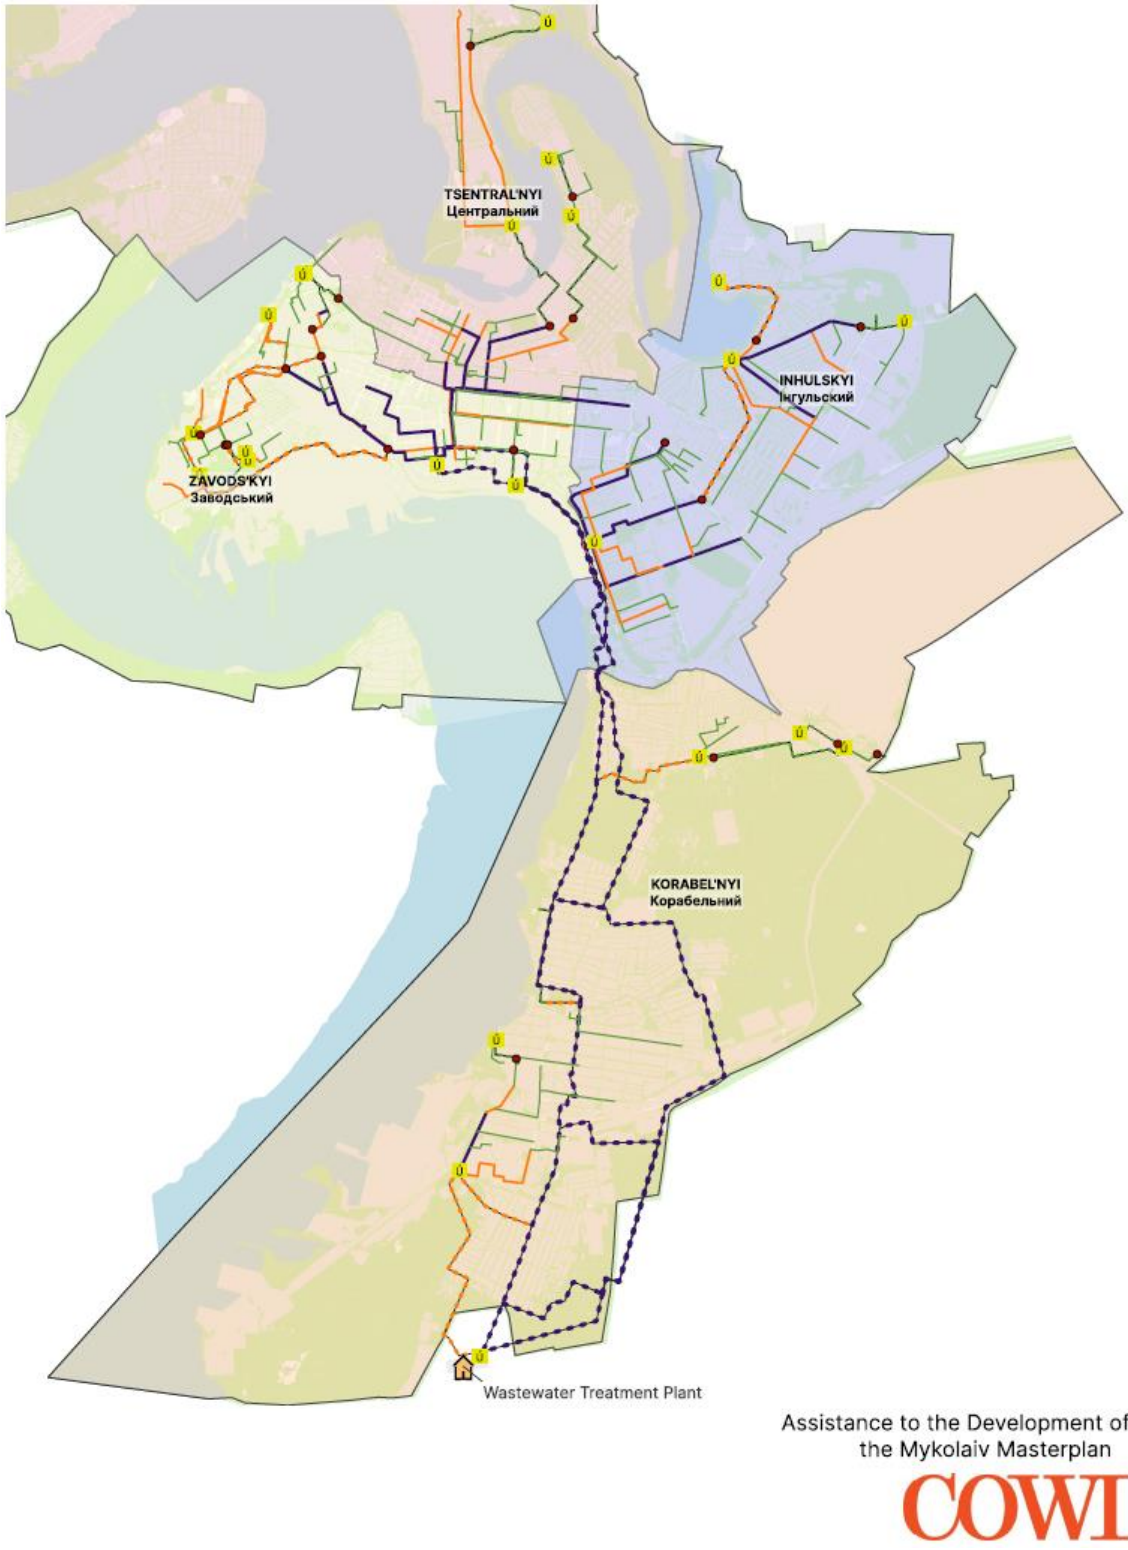 Ú
Ú
TSENTRAL'NYI
Центральний
Ú
Ú
Ú
Ú
Ú
Ú
Ú
INHULSKYI
Інгульский
Ú
Ú
Ú
Ú
Ú
Ú
Ú
ZAVODS'KYI
Заводський
Ú
Ú
Ú
Ú
Ú
KORABEL'NYI
Корабельний
Ú
Ú
Ú
Wastewater Treatment Plant
Assistance to the Development of
the Mykolaiv Masterplan
COWI